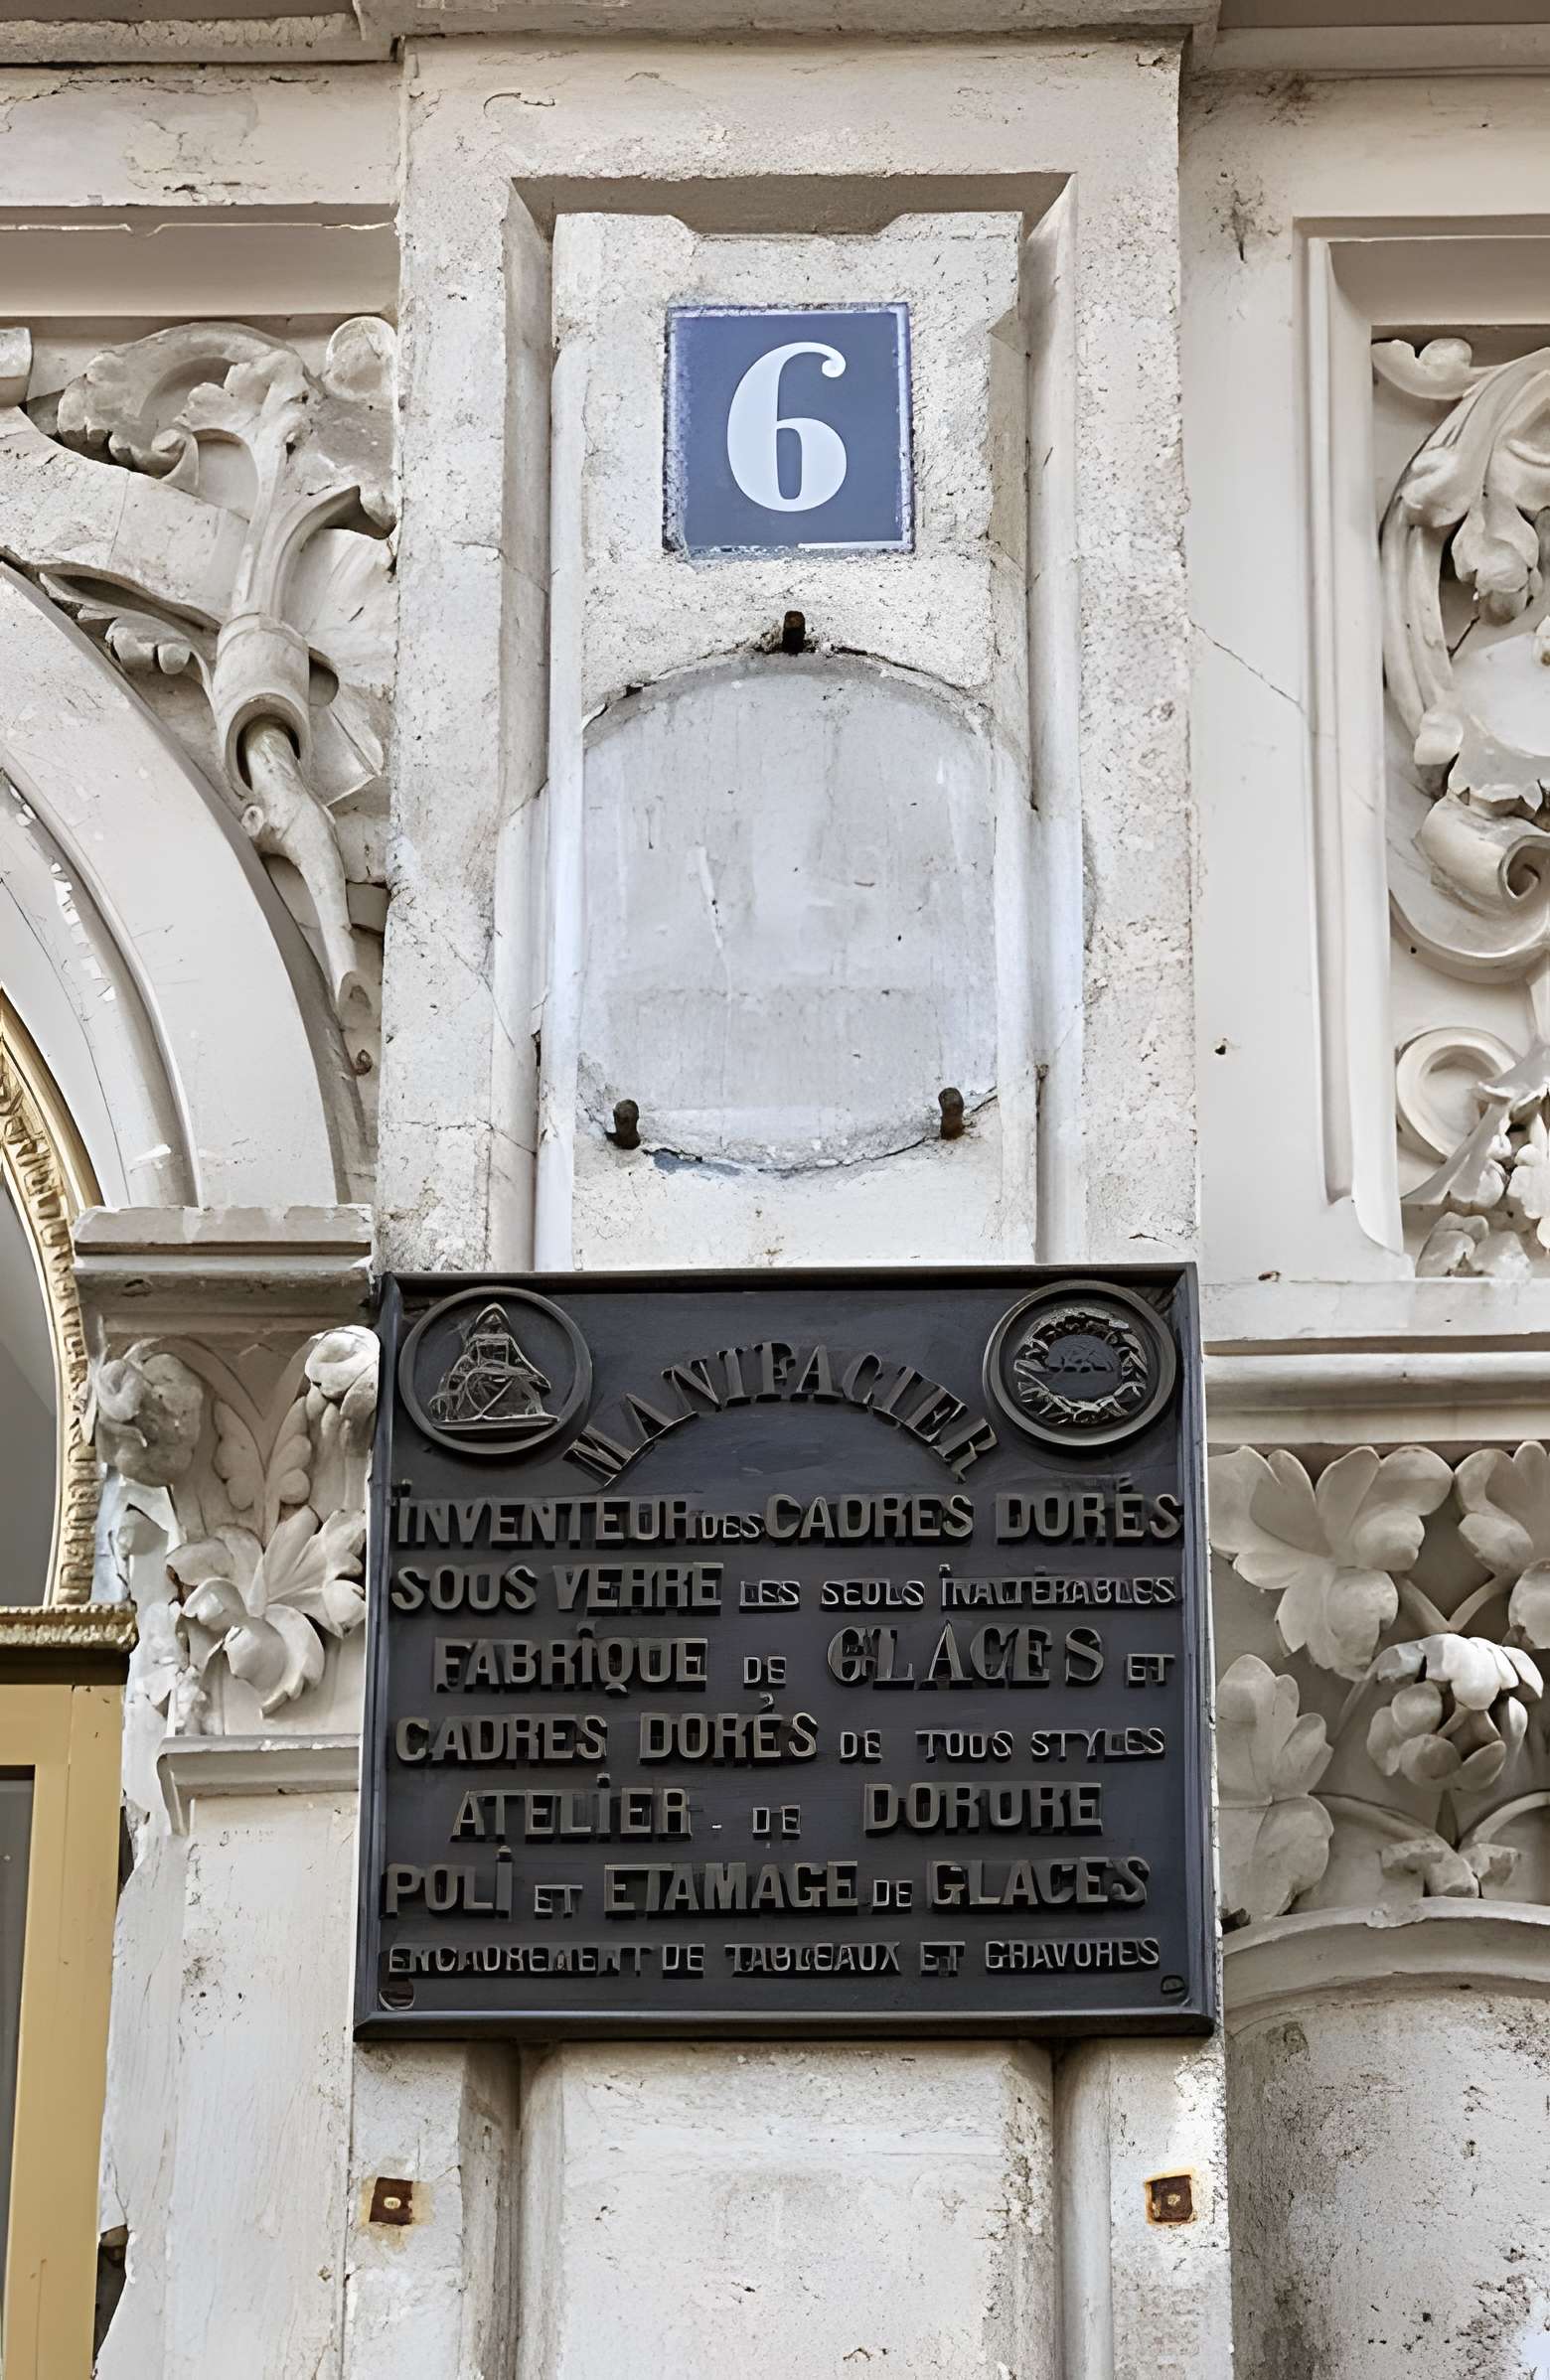 6
MANIFACIER
INVENTEUR DES CADRES DORÉS
SOUS VERRE LES SEULS INALTÉRABLES
FABRIQUE DE GLACES ET
CADRES DORÉS DE TOUS STYLES
ATELIER DE DORURE
POLI ET ETAMAGE DE GLACES
ENCADREMENT DE TABLEAUX ET GRAVURES